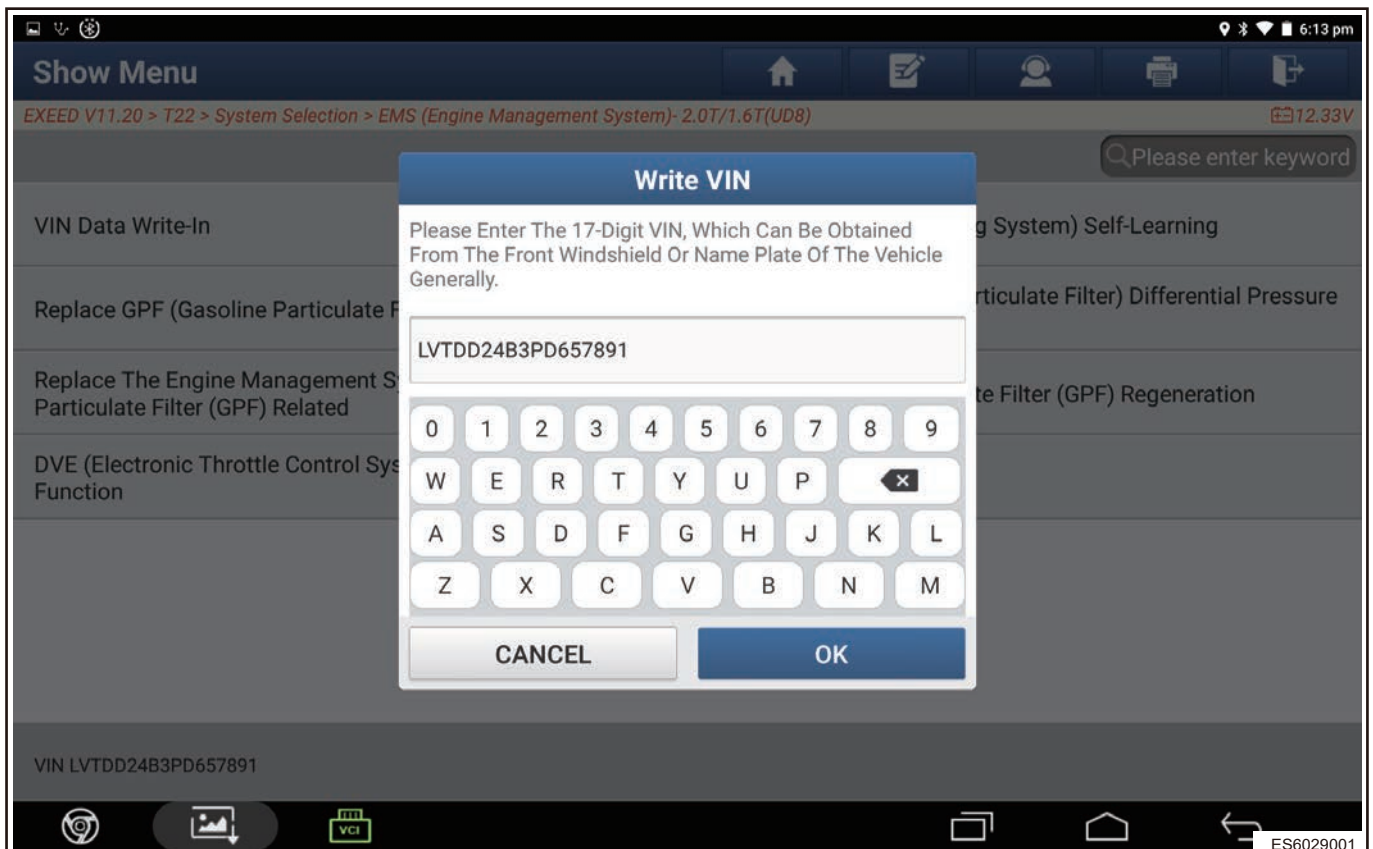 6:13 pm
Show Menu
EXEED V11.20 > T22 > System Selection > EMS (Engine Management System)- 2.0T/1.6T(UD8)
12.33V
Please enter keyword
Write VIN
Please Enter The 17-Digit VIN, Which Can Be Obtained
From The Front Windshield Or Name Plate Of The Vehicle
Generally.
LVTDD24B3PD657891
0 1 2 3 4 5 6 7 8 9
W E R T Y U P
A S D F G H J K L
Z X C V B N M
CANCEL OK
VIN Data Write-In
g System) Self-Learning
Replace GPF (Gasoline Particulate F
rticulate Filter) Differential Pressure
Replace The Engine Management S
Particulate Filter (GPF) Related
te Filter (GPF) Regeneration
DVE (Electronic Throttle Control Sys
Function
VIN LVTDD24B3PD657891
VCI
ES6029001